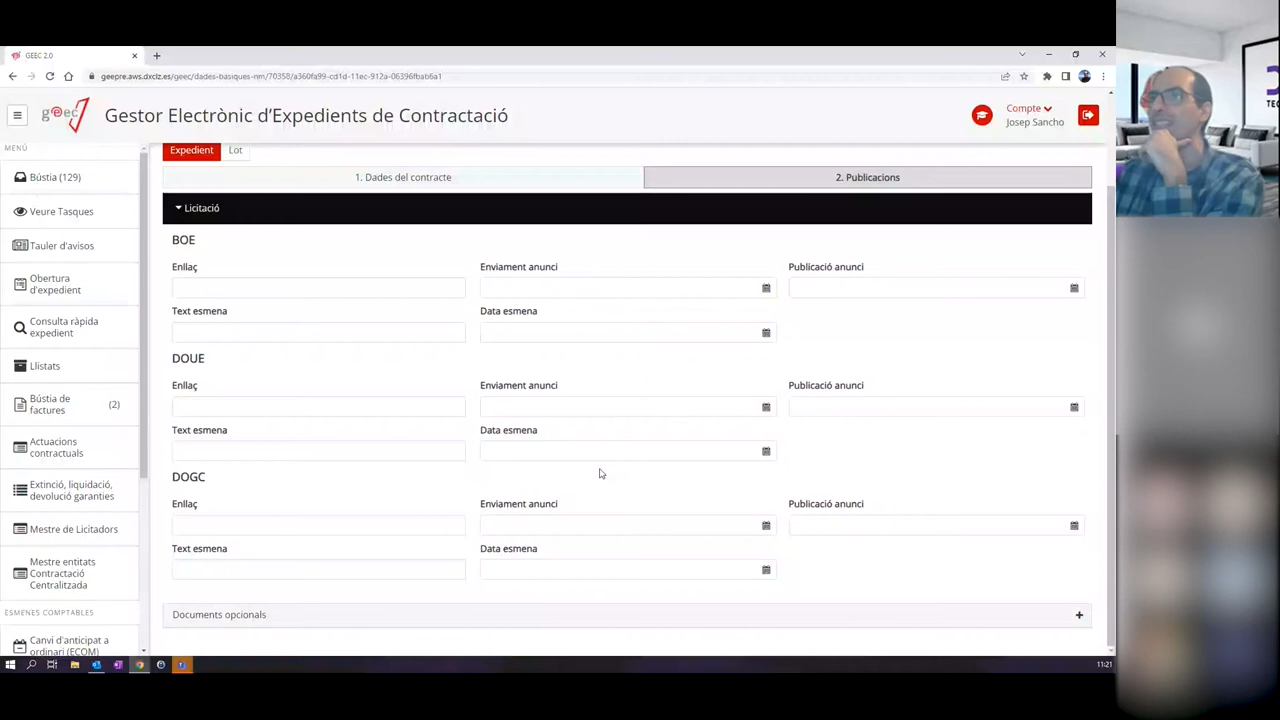 GEEC 2.0
geepre.aws.dxclz.es/geec/dades-basiques-nm/70358/a360fa99-cd1d-11ec-912a-06396fbab6a1
geec
Gestor Electrònic d'Expedients de Contractació
Compte
Josep Sancho
MENÚ
Bústia (129)
Veure Tasques
Tauler d'avisos
Obertura
d'expedient
Consulta ràpida
expedient
Llistats
Bústia de
factures
(2)
Actuacions
contractuals
Extinció, liquidació,
devolució garanties
Mestre de Licitadors
Mestre entitats
Contractació
Centralitzada
ESMENES COMPTABLES
Canvi d'anticipat a
ordinari (ECOM)
Expedient
Lot
1. Dades del contracte
2. Publicacions
Licitació
BOE
Enllaç
Enviament anunci
Publicació anunci
Text esmena
Data esmena
DOUE
Enllaç
Enviament anunci
Publicació anunci
Text esmena
Data esmena
DOGC
Enllaç
Enviament anunci
Publicació anunci
Text esmena
Data esmena
Documents opcionals
11:21